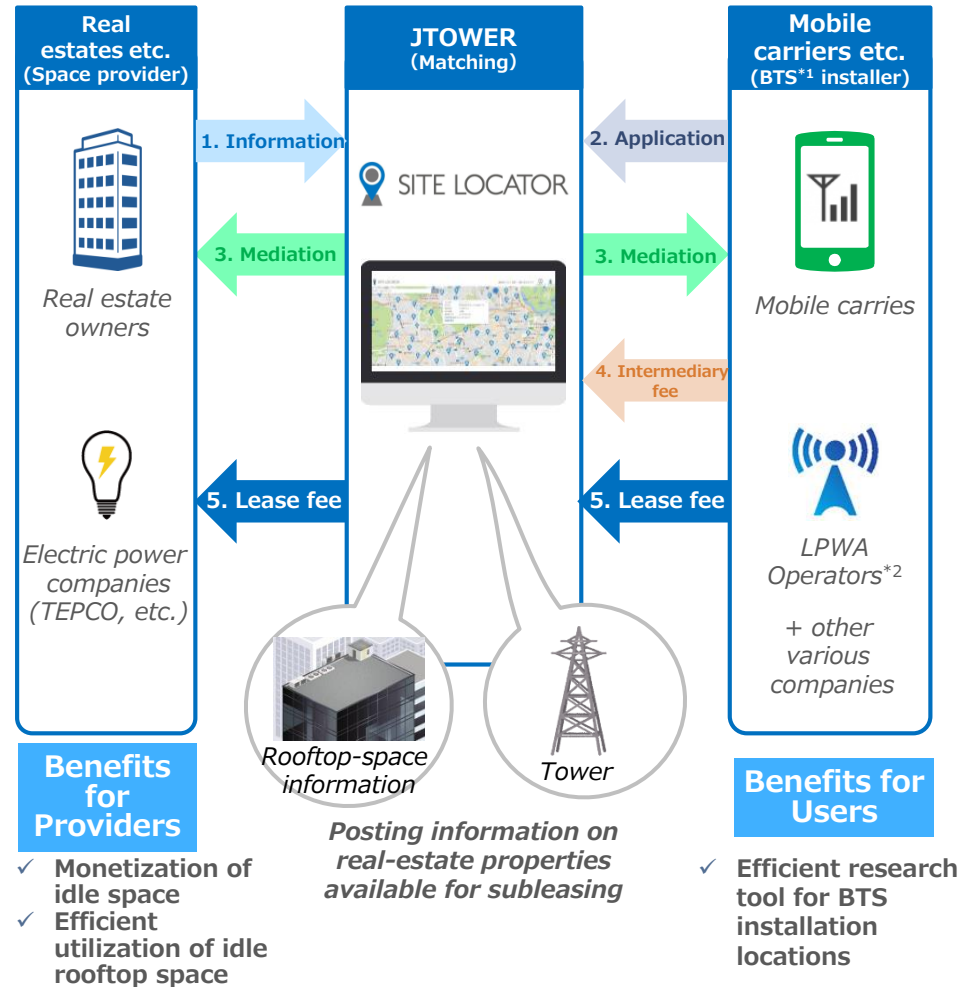 Real
estates etc.
(Space provider)
JTOWER
(Matching)
Mobile
carriers etc.
(BTS*1 installer)
1. Information
2. Application
SITE LOCATOR
3. Mediation
3. Mediation
Real estate
owners
Mobile carries
4. Intermediary
fee
5. Lease fee
5. Lease fee
Electric power
companies
(TEPCO, etc.)
LPWA
Operators*2
+ other
various
companies
Rooftop-space
information
Tower
Benefits
for
Providers
Benefits for
Users
Posting information on
real-estate properties
available for subleasing
✓ Monetization of
idle space
✓ Efficient
utilization of idle
rooftop space
✓ Efficient research
tool for BTS
installation
locations